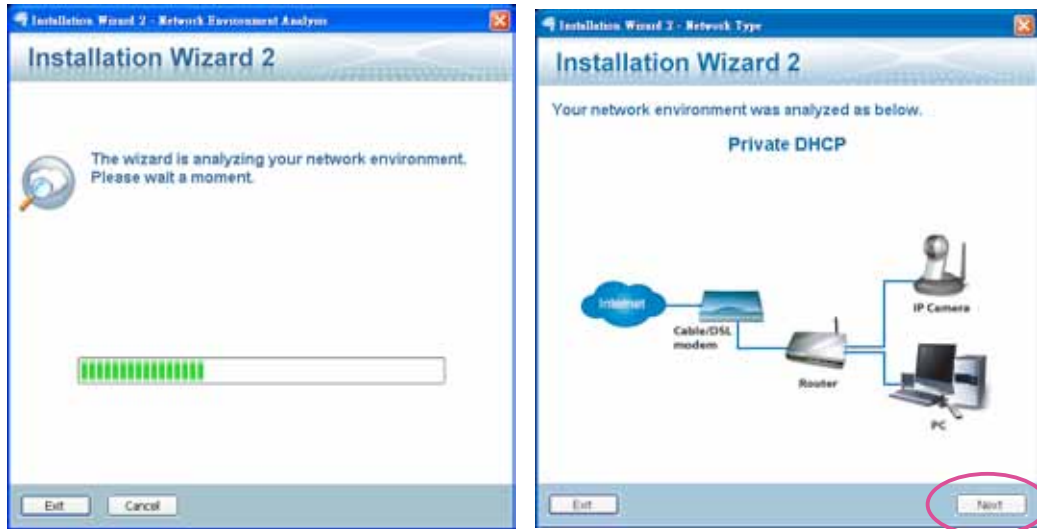 Installation Wizard 2 - Network Environment Analysis
Installation Wizard 2
The wizard is analyzing your network environment.
Please wait a moment.
Exit
Cancel
Installation Wizard 2 - Network Type
Installation Wizard 2
Your network environment was analyzed as below.
Private DHCP
Internet
Cable/DSL
modem
Router
IP Camera
PC
Exit
Next